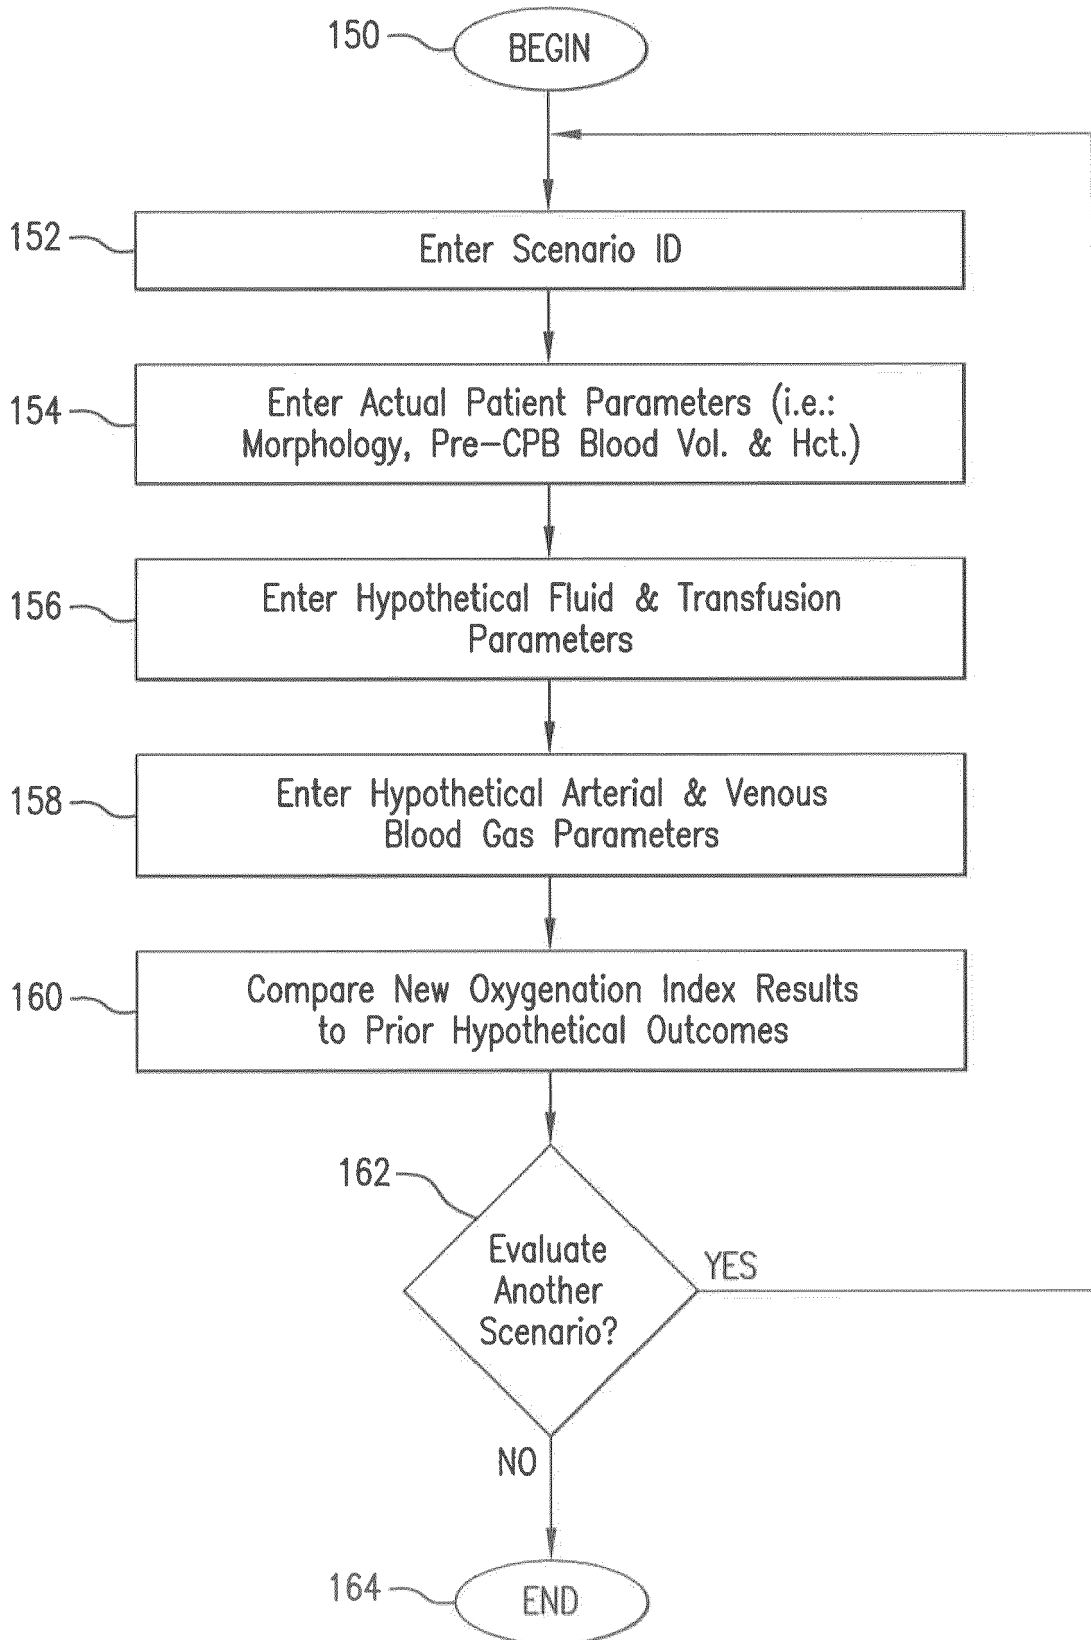 150
BEGIN
152
Enter Scenario ID
154
Enter Actual Patient Parameters (i.e.:
Morphology, Pre-CPB Blood Vol. & Hct.)
156
Enter Hypothetical Fluid & Transfusion
Parameters
158
Enter Hypothetical Arterial & Venous
Blood Gas Parameters
160
Compare New Oxygenation Index Results
to Prior Hypothetical Outcomes
162
Evaluate
Another
Scenario?
YES
NO
164
END